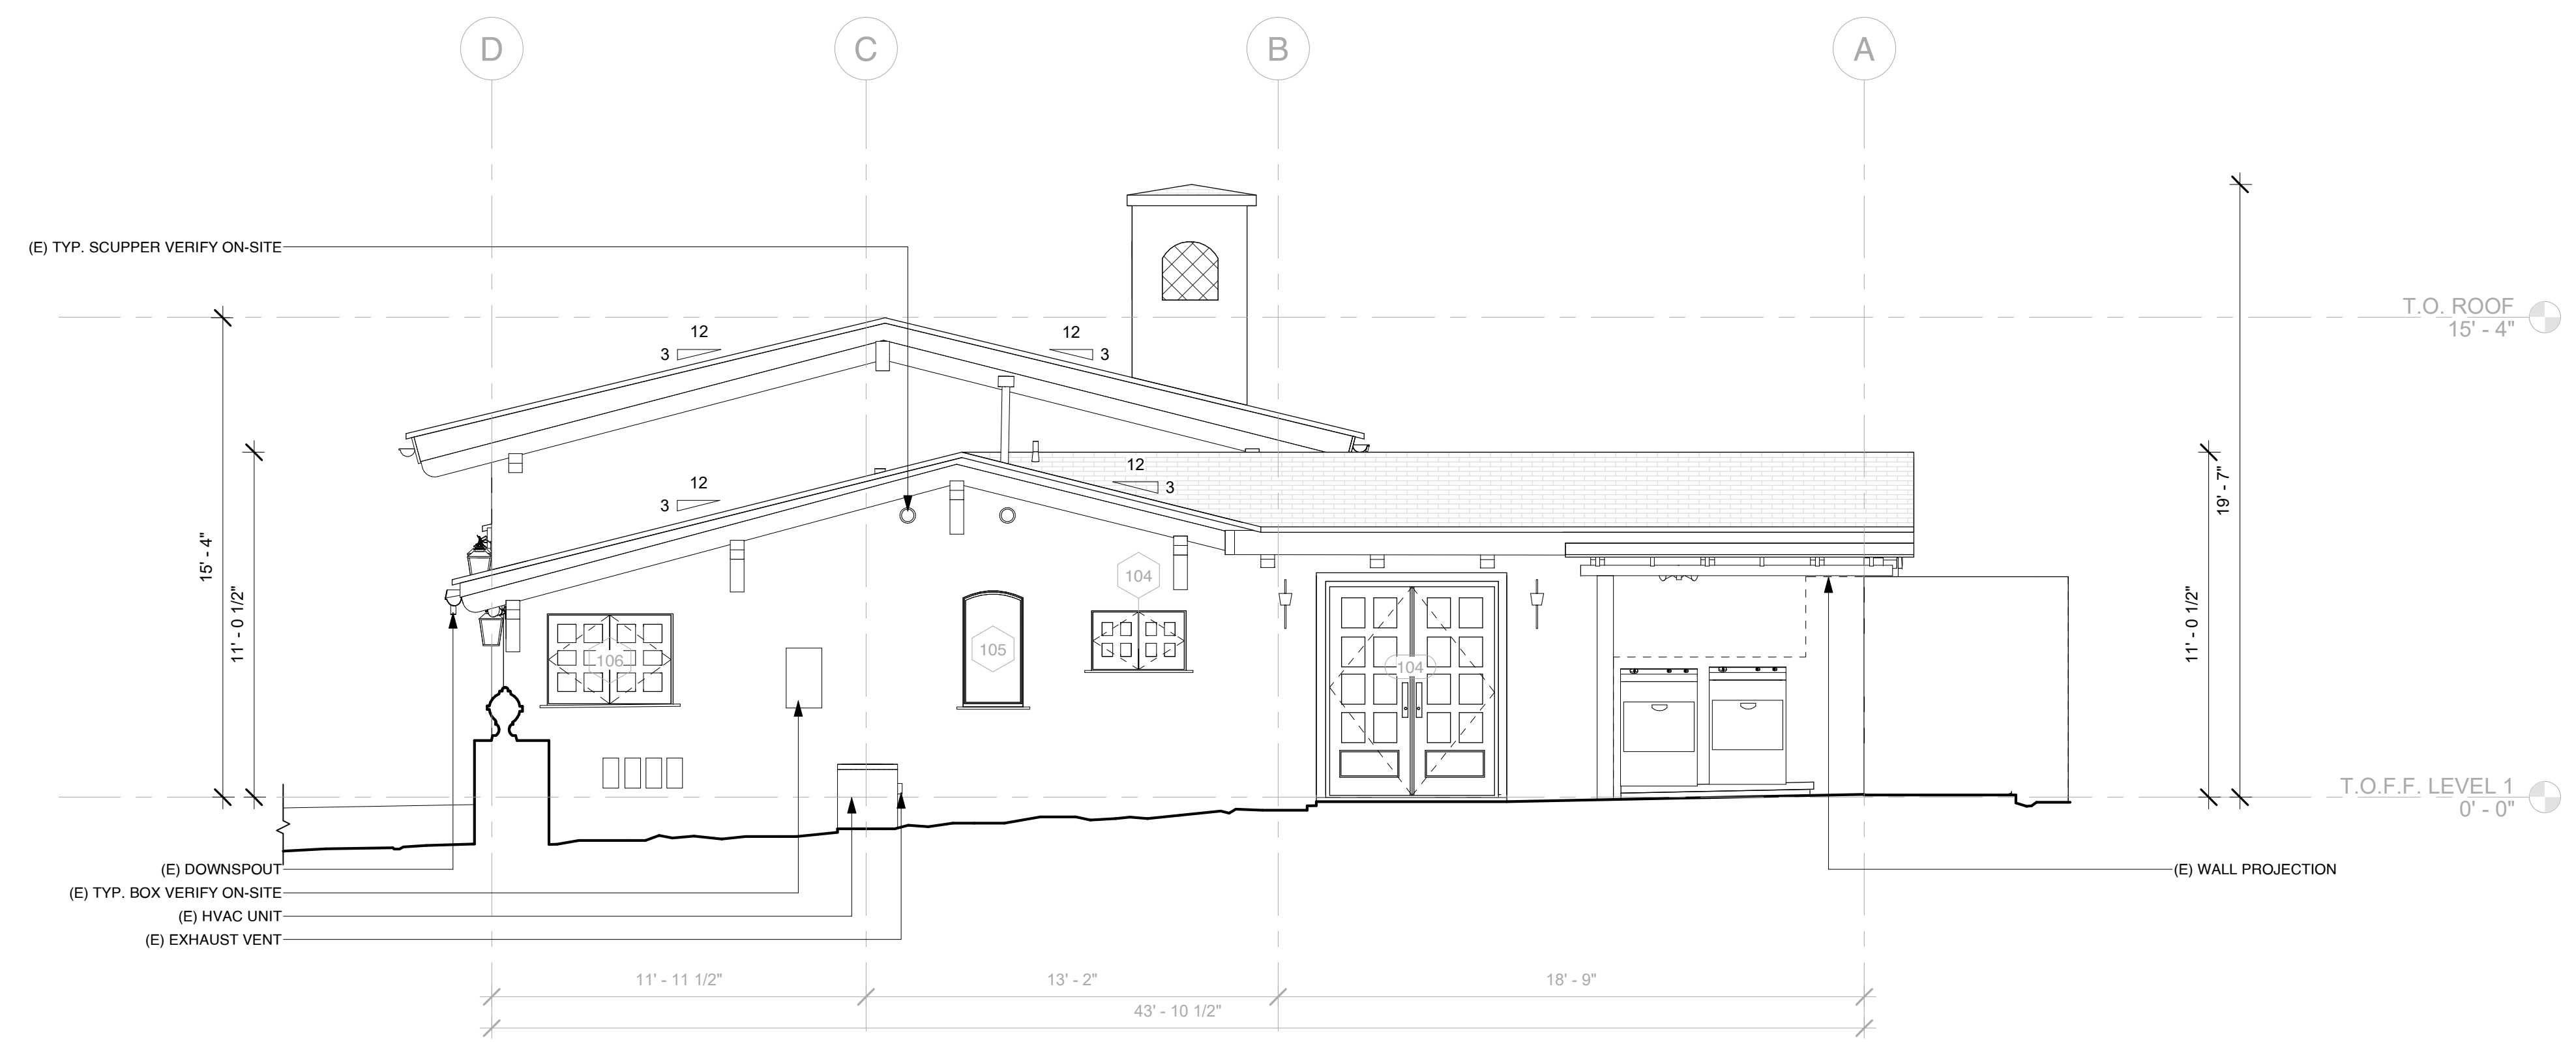 D
C
B
A
(E) TYP. SCUPPER VERIFY ON-SITE
T.O. ROOF
15' - 4"
12
3
12
3
12
3
12
3
19' - 7"
15' - 4"
11' - 0 1/2"
11' - 0 1/2"
104
105
106
104
T.O.F.F. LEVEL 1
0' - 0"
(E) DOWNSPOUT
(E) WALL PROJECTION
(E) TYP. BOX VERIFY ON-SITE
(E) HVAC UNIT
(E) EXHAUST VENT
11' - 11 1/2"
13' - 2"
18' - 9"
43' - 10 1/2"